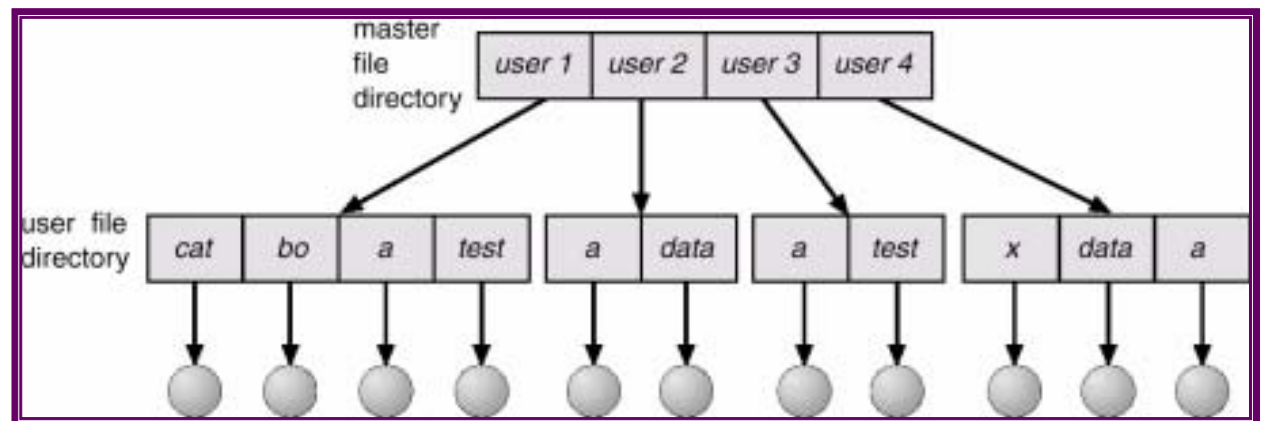 master
file
directory
user 1 user 2 user 3 user 4
user file
directory
cat bo a test a data a test x data a